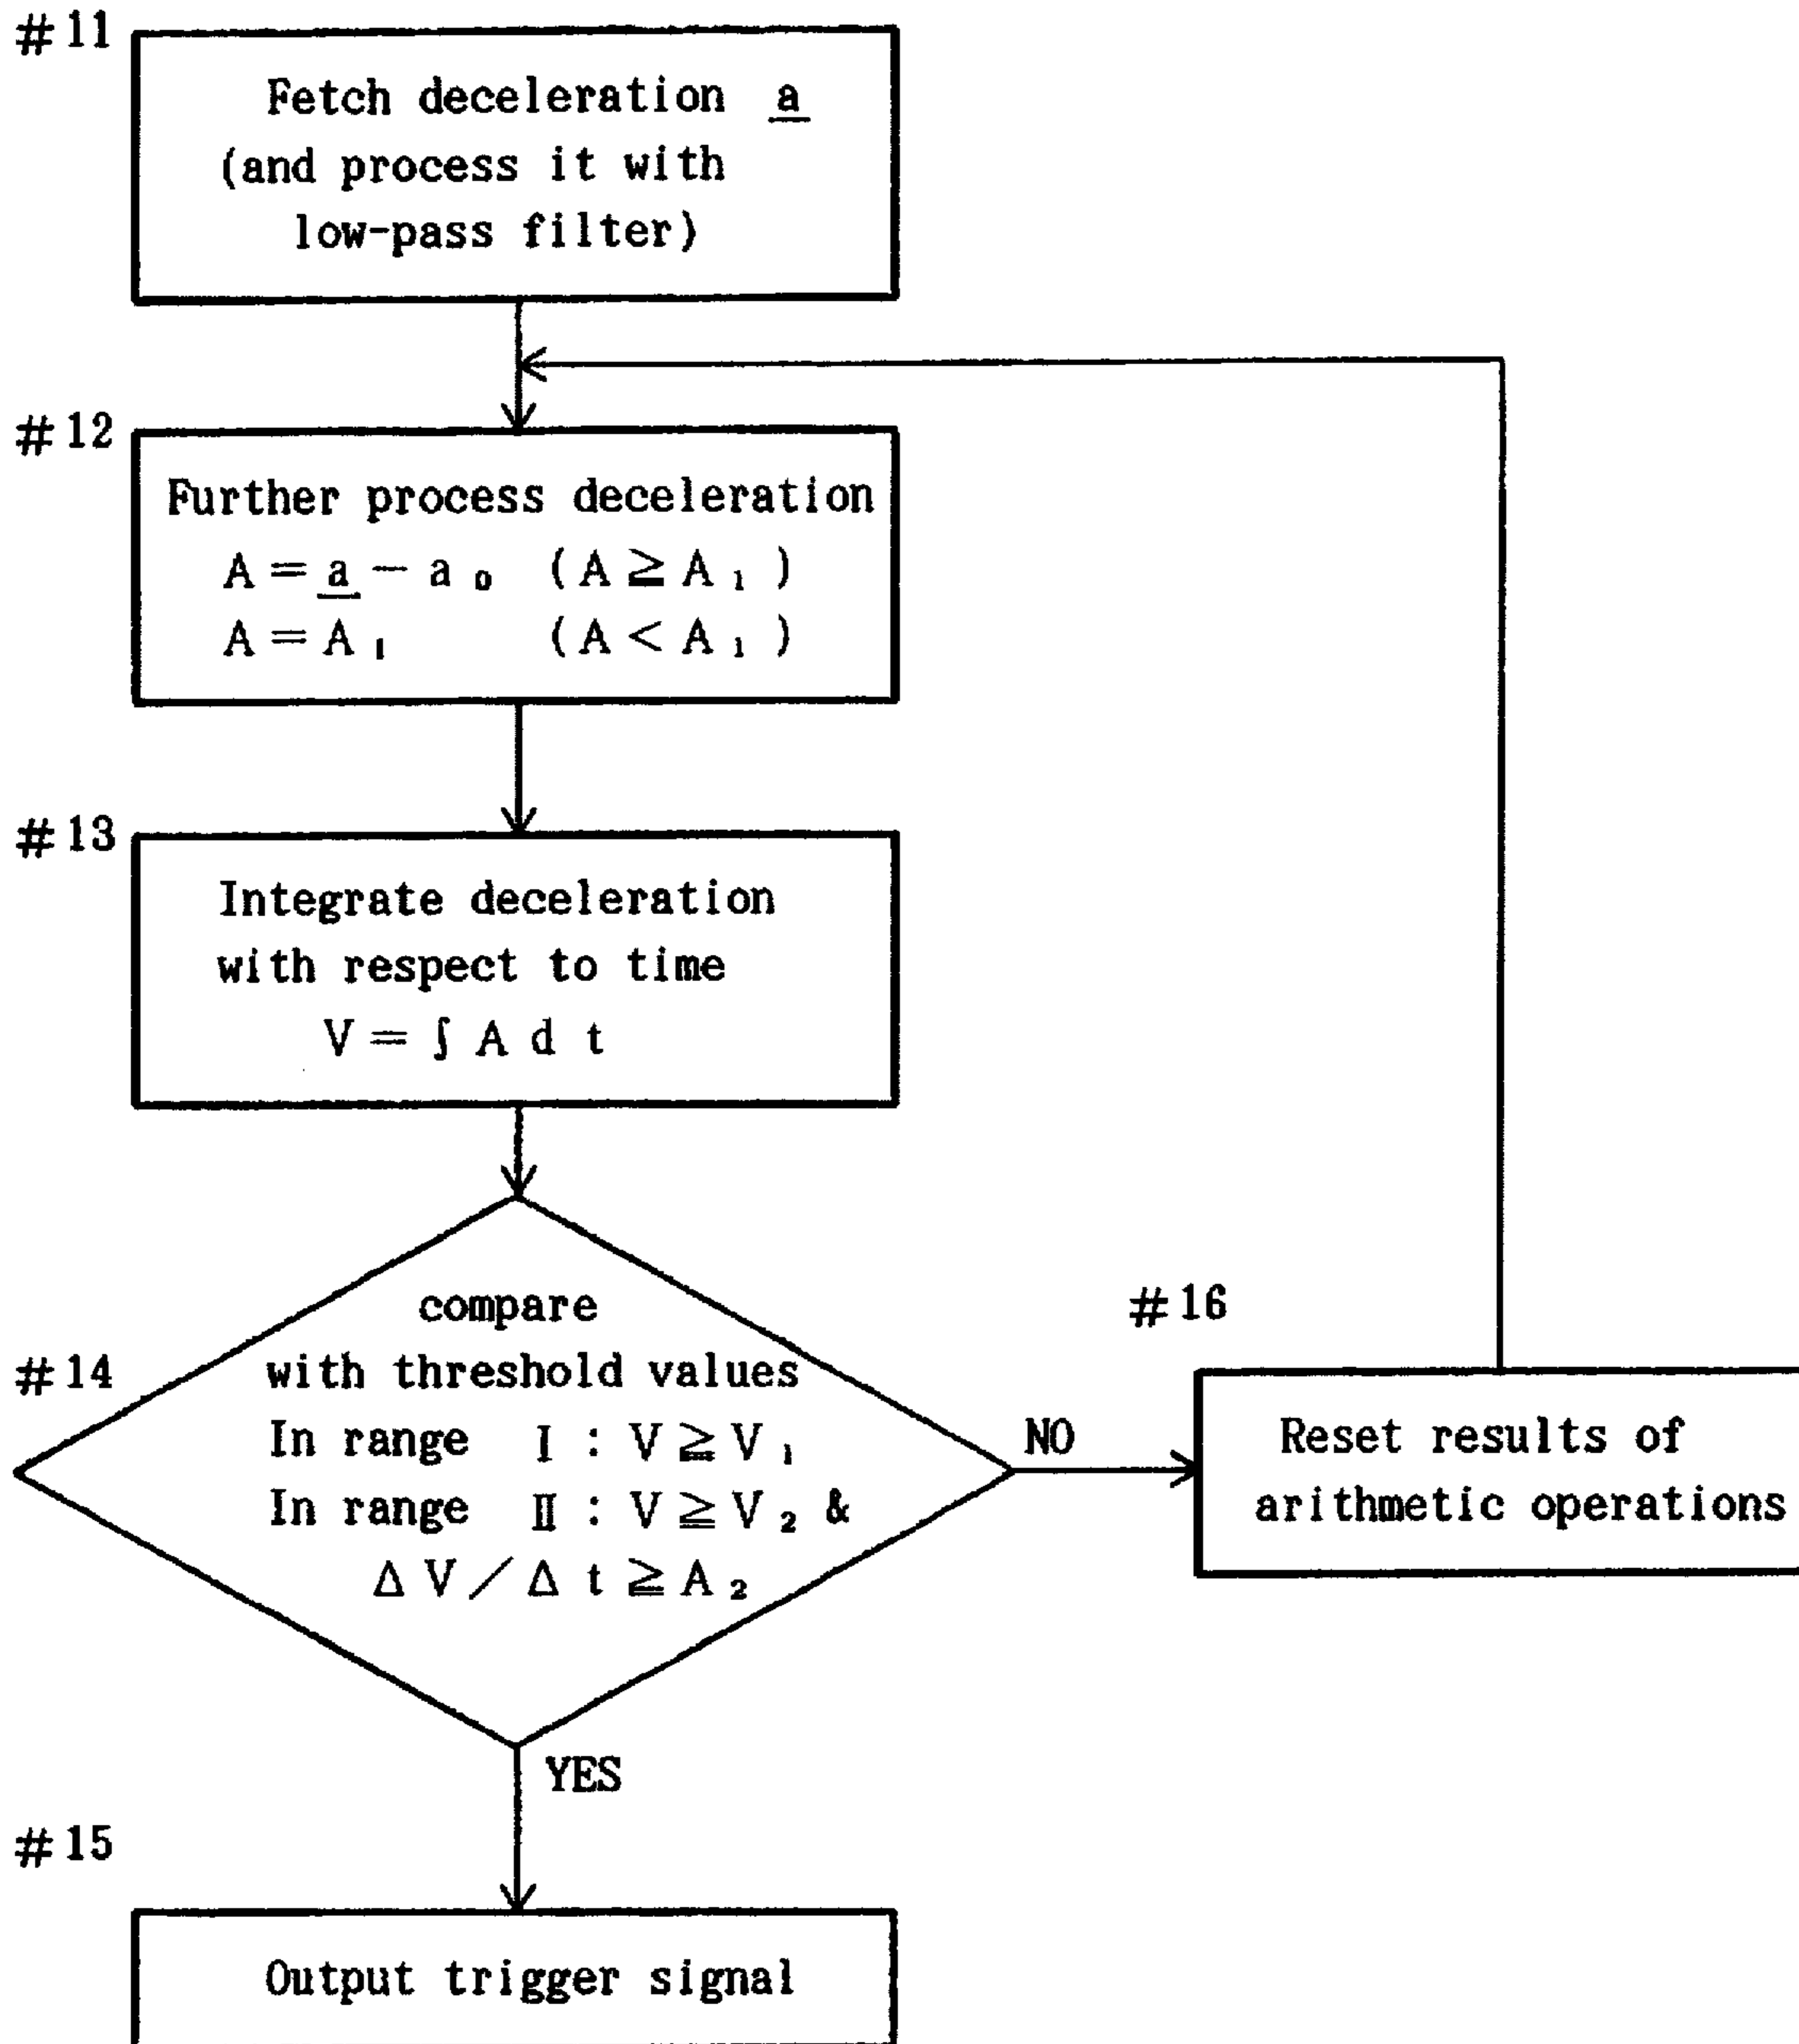 #11
Fetch deceleration a
(and process it with
low-pass filter)
#12
Further process deceleration
A = a − a₀ (A ≧ A₁)
A = A₁ (A < A₁)
#13
Integrate deceleration
with respect to time
V = ∫ A d t
#14
compare
with threshold values
In range Ⅰ : V ≧ V₁
In range Ⅱ : V ≧ V₂ &
Δ V / Δ t ≧ A₂
NO
#16
Reset results of
arithmetic operations
YES
#15
Output trigger signal